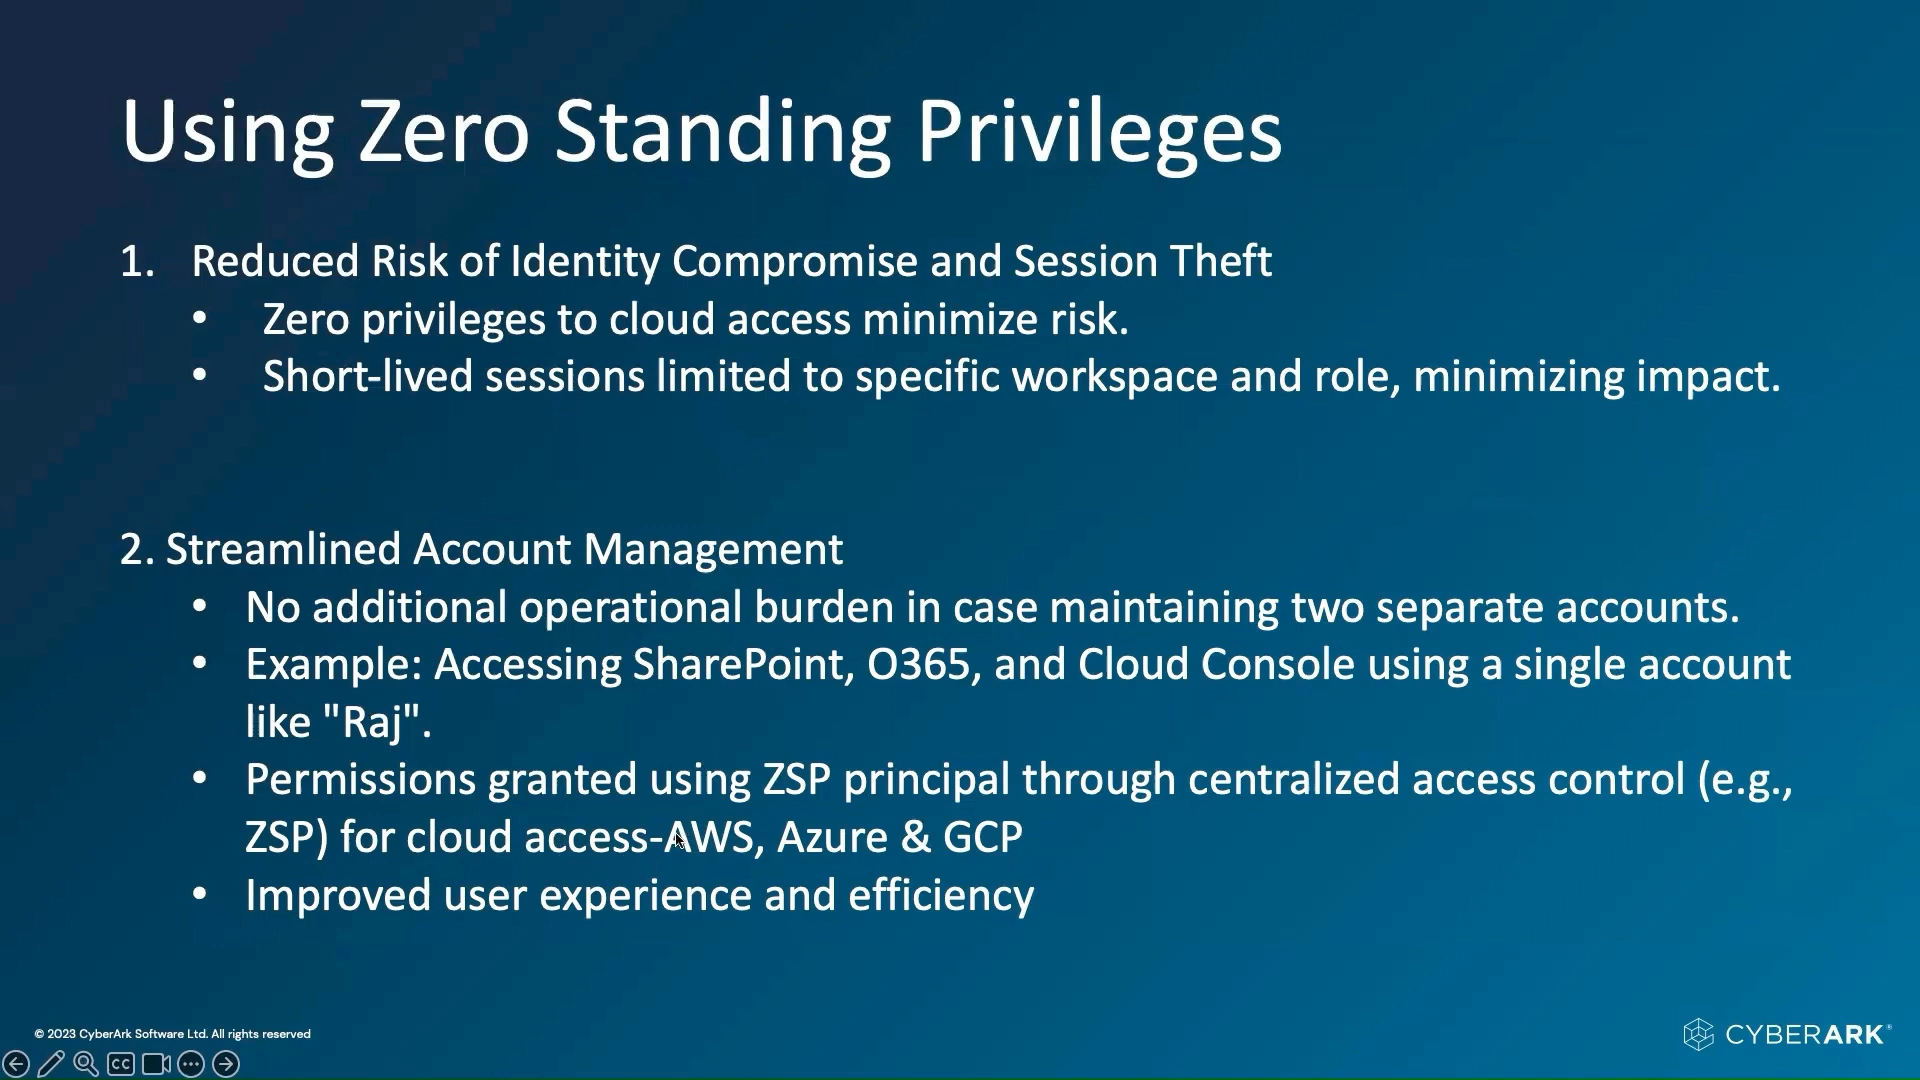 Using Zero Standing Privileges
1. Reduced Risk of Identity Compromise and Session Theft
• Zero privileges to cloud access minimize risk.
• Short-lived sessions limited to specific workspace and role, minimizing impact.
2. Streamlined Account Management
• No additional operational burden in case maintaining two separate accounts.
• Example: Accessing SharePoint, O365, and Cloud Console using a single account
like "Raj".
• Permissions granted using ZSP principal through centralized access control (e.g.,
ZSP) for cloud access-AWS, Azure & GCP
• Improved user experience and efficiency
© 2023 CyberArk Software Ltd. All rights reserved
CYBERARK®
CC